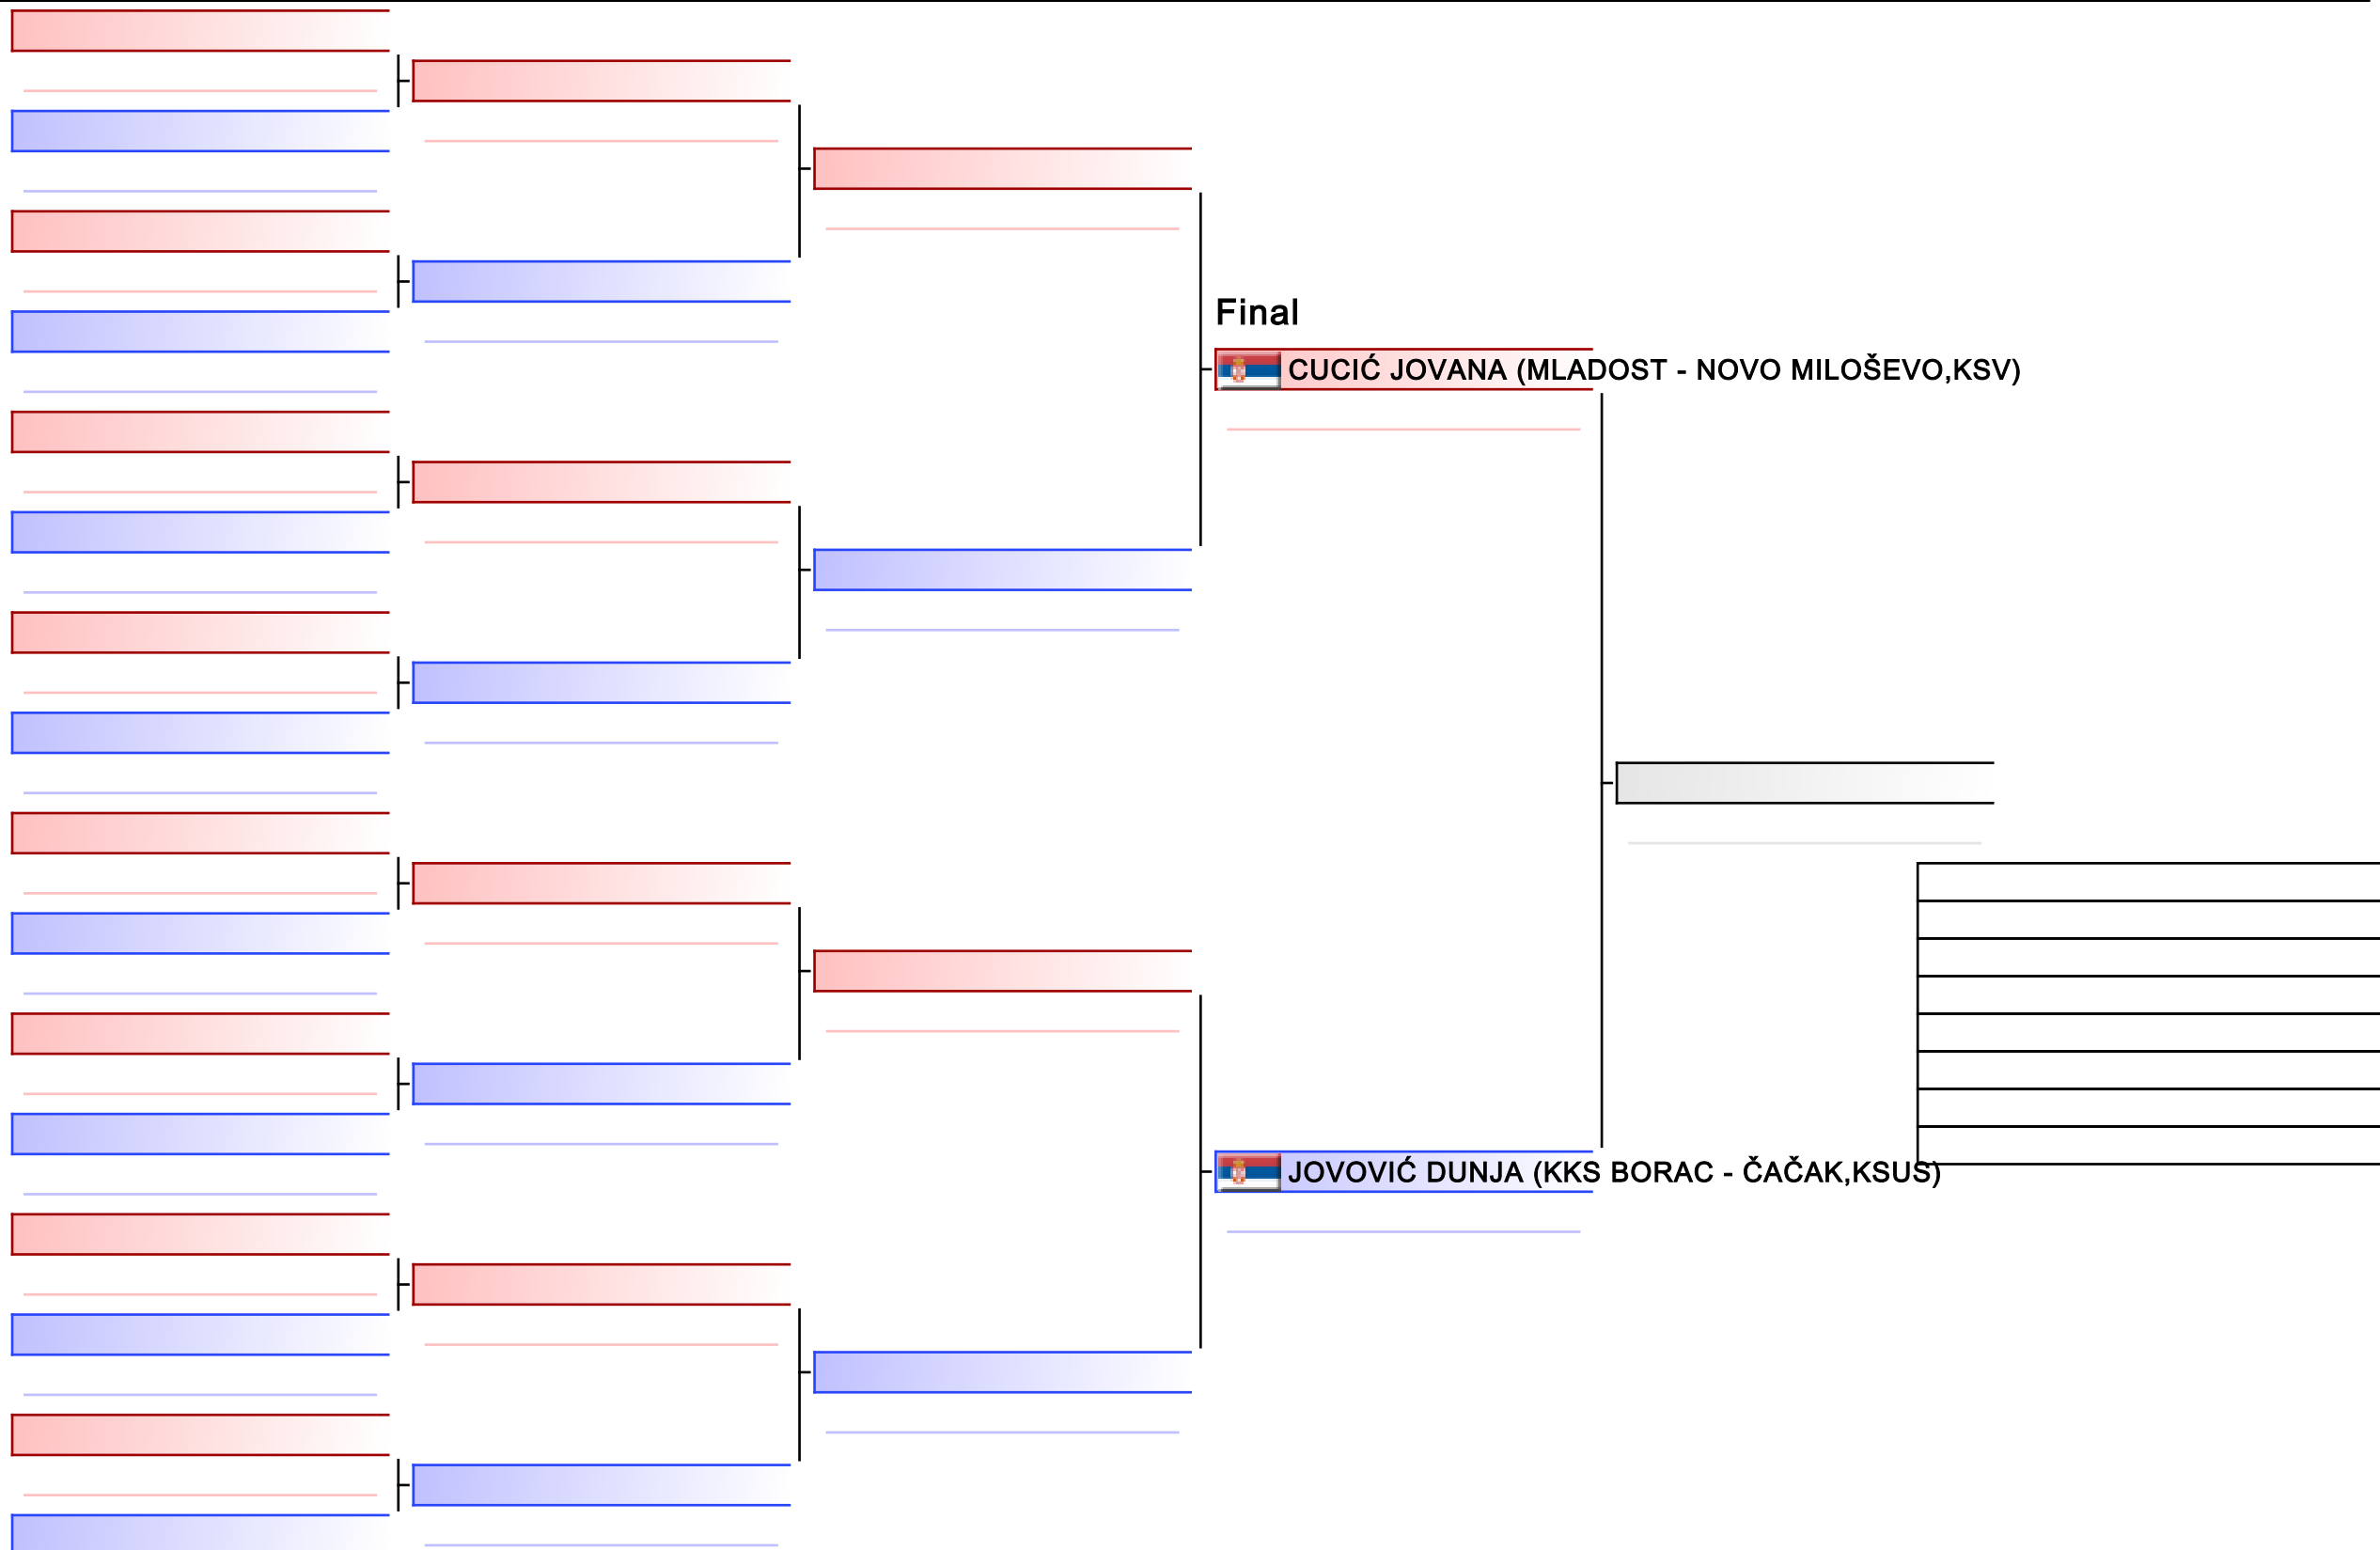 Final
CUCIĆ JOVANA (MLADOST - NOVO MILOŠEVO,KSV)
JOVOVIĆ DUNJA (KKS BORAC - ČAČAK,KSUS)